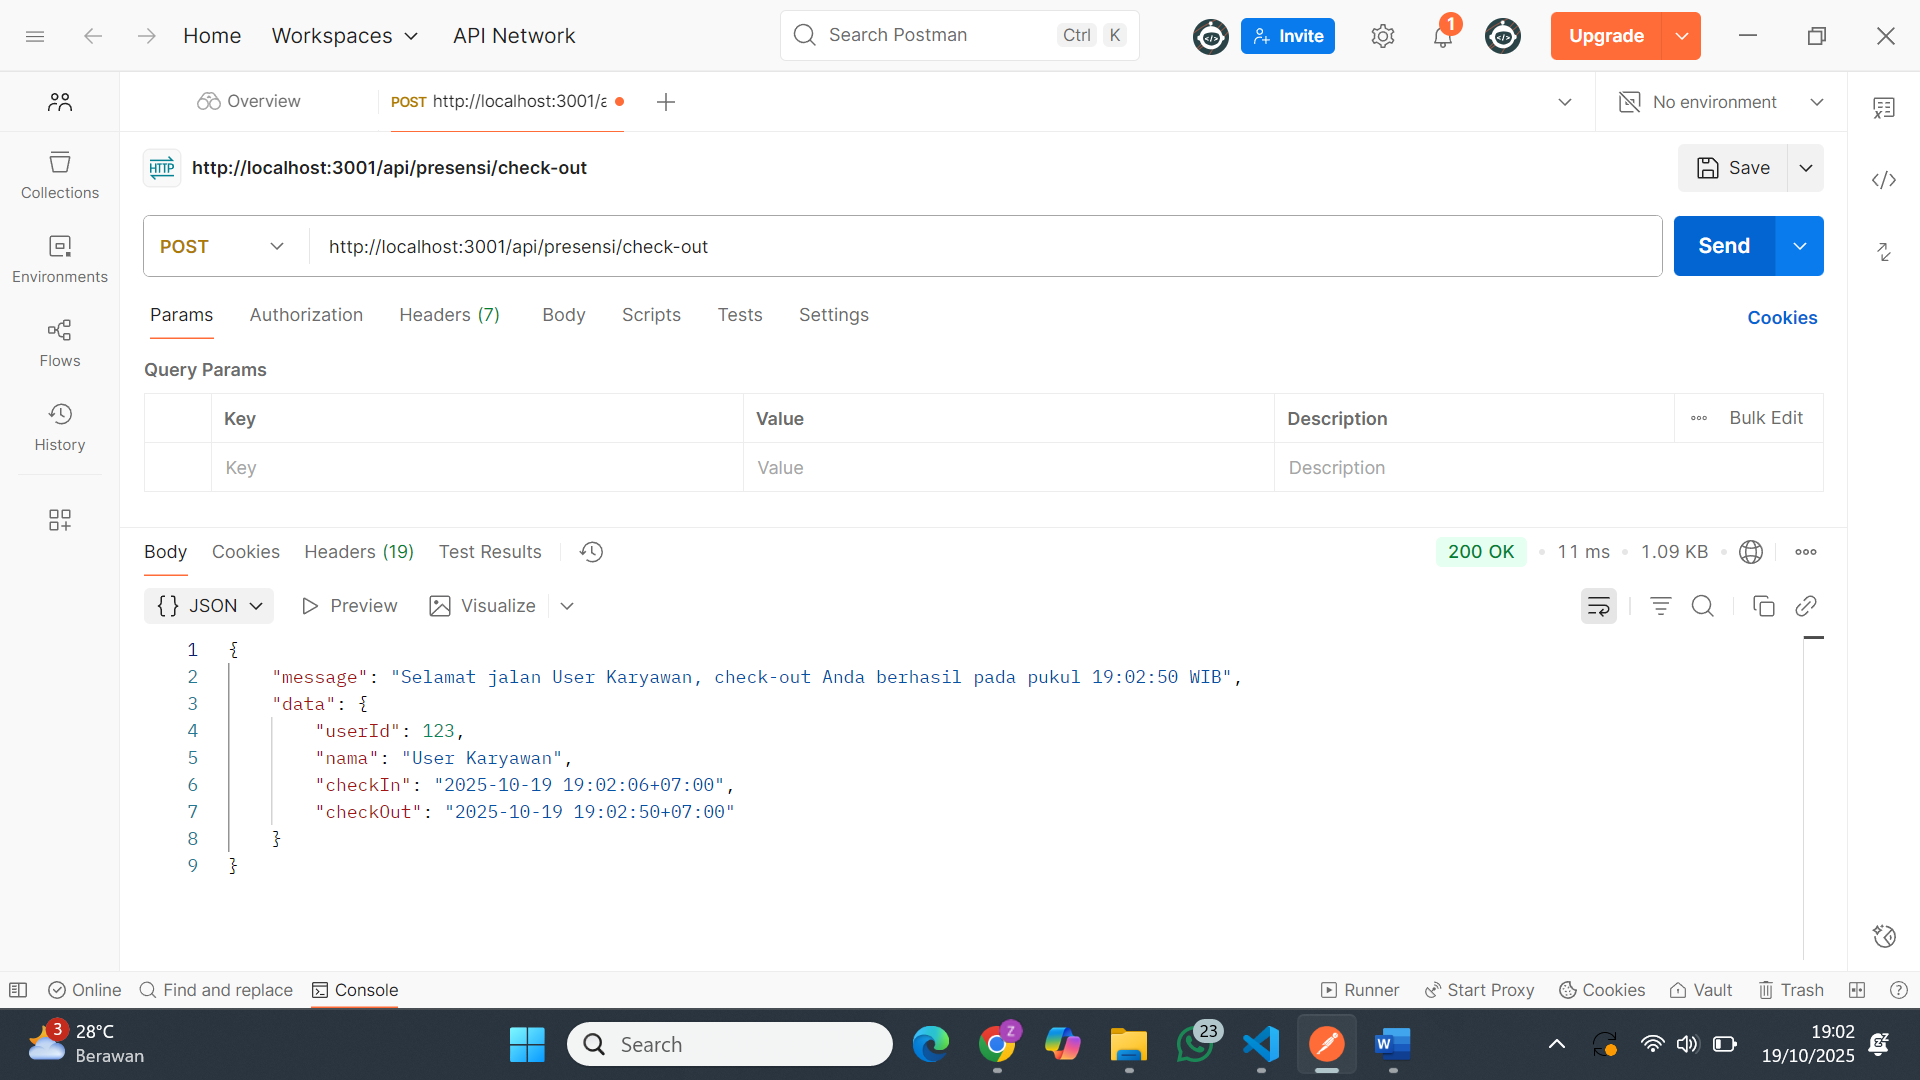 Home
Workspaces
API Network
Search Postman
Ctrl K
Invite
1
Upgrade
Overview
POST http://localhost:3001/a
No environment
HTTP http://localhost:3001/api/presensi/check-out
Save
Collections
Environments
Flows
History
POST http://localhost:3001/api/presensi/check-out
Send
Params Authorization Headers (7) Body Scripts Tests Settings
Cookies
Query Params
Key Value Description Bulk Edit
Key Value Description
Body Cookies Headers (19) Test Results
200 OK 11 ms 1.09 KB
{} JSON Preview Visualize
1 {
2 "message": "Selamat jalan User Karyawan, check-out Anda berhasil pada pukul 19:02:50 WIB",
3 "data": {
4 "userId": 123,
5 "nama": "User Karyawan",
6 "checkIn": "2025-10-19 19:02:06+07:00",
7 "checkOut": "2025-10-19 19:02:50+07:00"
8 }
9 }
Online Find and replace Console
Runner Start Proxy Cookies Vault Trash
3
28°C
Berawan
Search
Z
23
W
19:02
19/10/2025